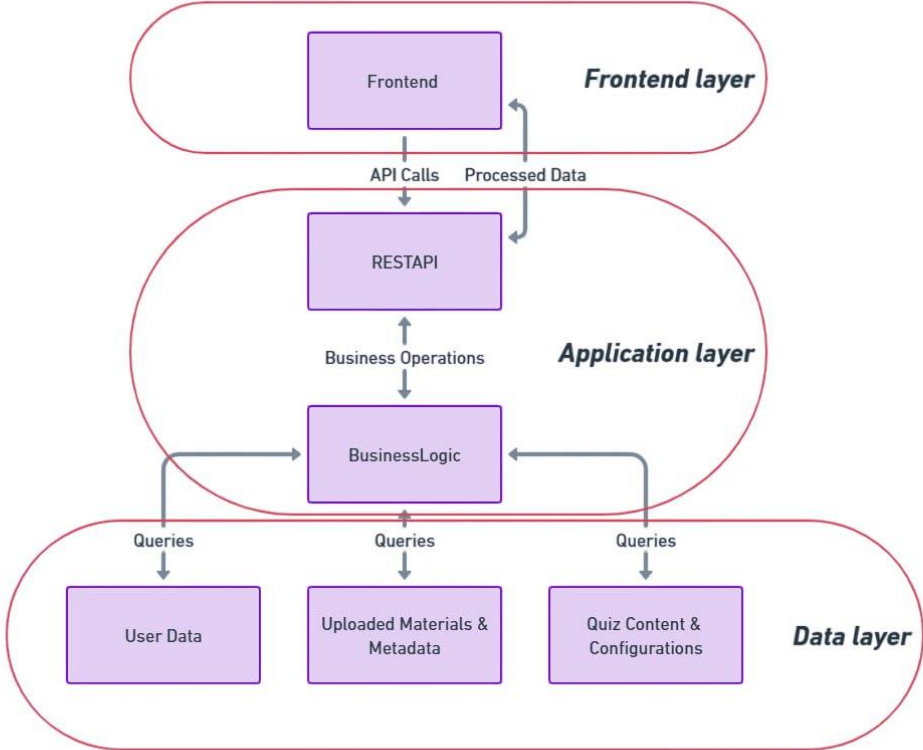 Frontend
Frontend layer
API Calls
Processed Data
RESTAPI
Business Operations
Application layer
BusinessLogic
Queries
Queries
Queries
User Data
Uploaded Materials &
Metadata
Quiz Content &
Configurations
Data layer